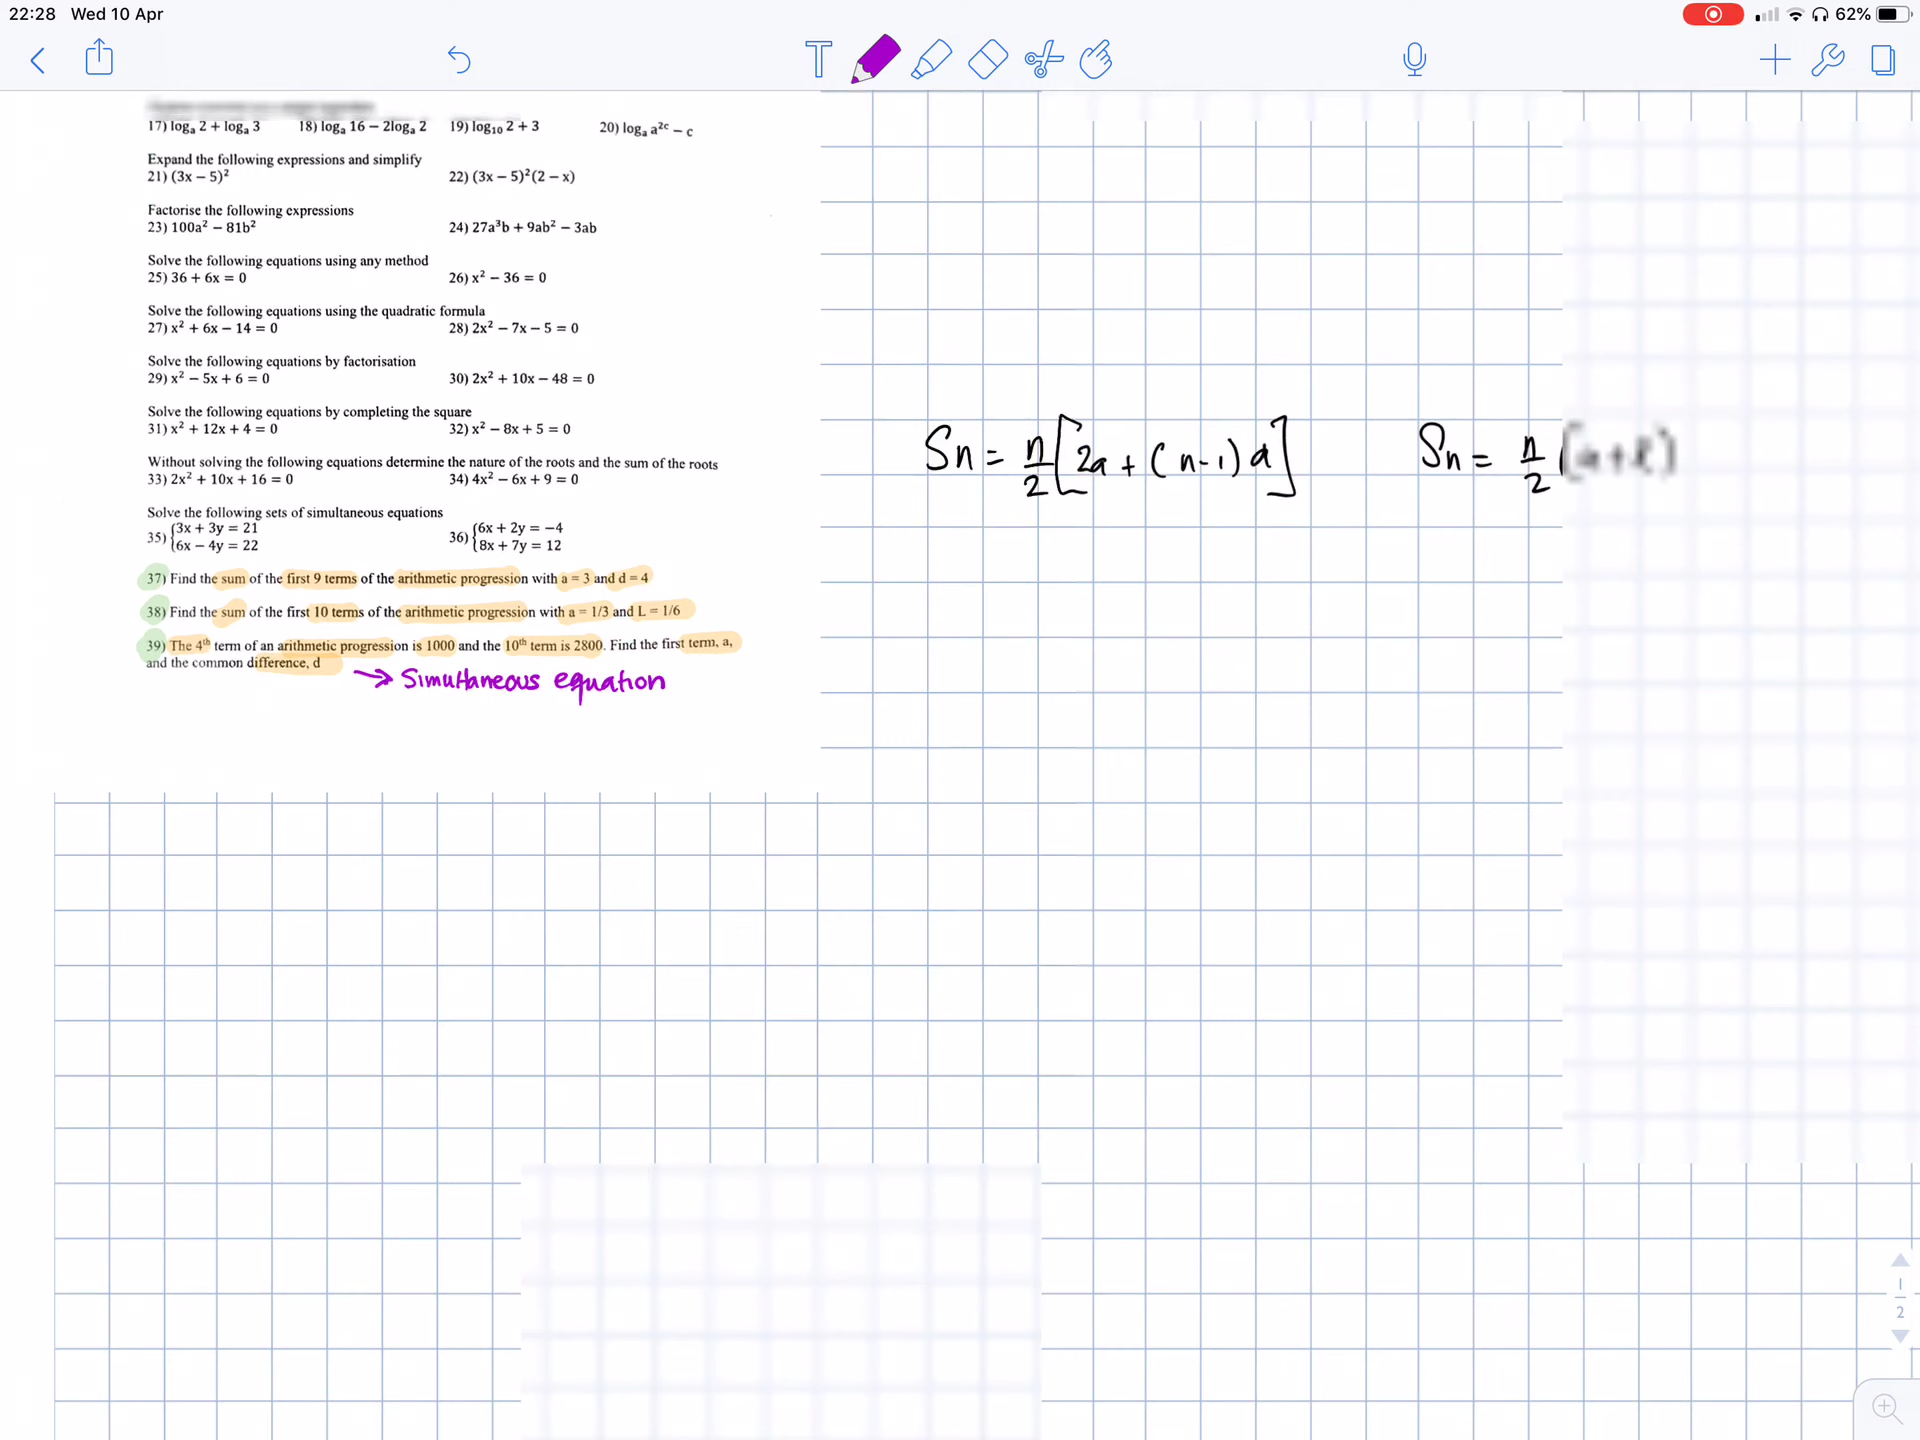 22:28 Wed 10 Apr 62%
17) logₐ 2 + logₐ 3 18) logₐ 16 − 2logₐ 2 19) log₁₀ 2 + 3 20) logₐ a²ᶜ − c
Expand the following expressions and simplify
21) (3x − 5)² 22) (3x − 5)²(2 − x)
Factorise the following expressions
23) 100a² − 81b² 24) 27a³b + 9ab² − 3ab
Solve the following equations using any method
25) 36 + 6x = 0 26) x² − 36 = 0
Solve the following equations using the quadratic formula
27) x² + 6x − 14 = 0 28) 2x² − 7x − 5 = 0
Solve the following equations by factorisation
29) x² − 5x + 6 = 0 30) 2x² + 10x − 48 = 0
Solve the following equations by completing the square
31) x² + 12x + 4 = 0 32) x² − 8x + 5 = 0
Without solving the following equations determine the nature of the roots and the sum of the roots
33) 2x² + 10x + 16 = 0 34) 4x² − 6x + 9 = 0
Solve the following sets of simultaneous equations
35) {3x + 3y = 21 36) {6x + 2y = −4
{6x − 4y = 22 {8x + 7y = 12
37) Find the sum of the first 9 terms of the arithmetic progression with a = 3 and d = 4
38) Find the sum of the first 10 terms of the arithmetic progression with a = 1/3 and L = 1/6
39) The 4th term of an arithmetic progression is 1000 and the 10th term is 2800. Find the first term, a,
and the common difference, d
→ Simultaneous equation
Sn = n/2 [2a + (n-1)d] Sn = n/2 (a+l)
T
1
2